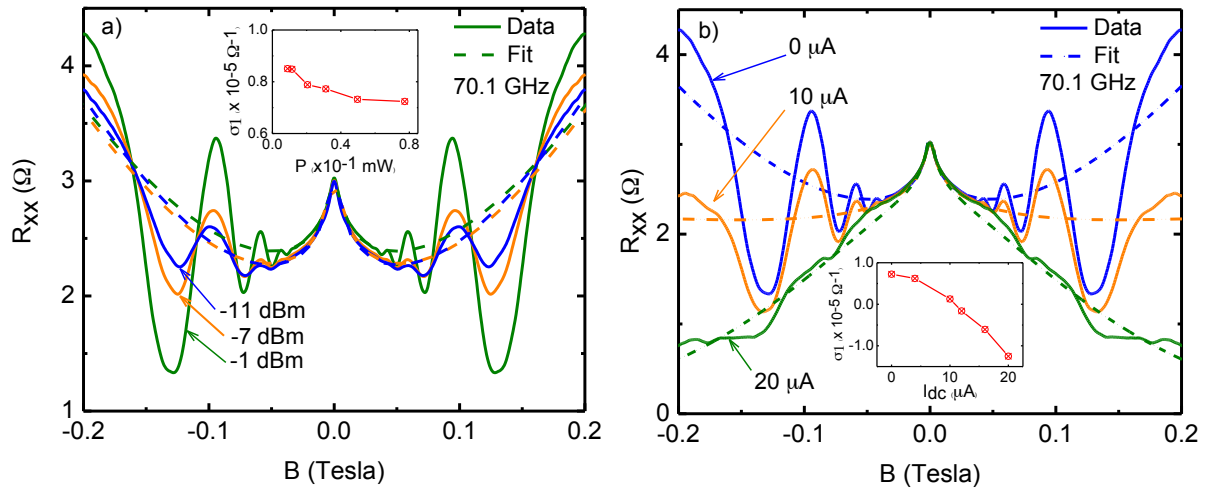 a)
Data
Fit
70.1 GHz
1.0
0.8
0.6
σ1 (x 10-5 Ω-1)
0.0 0.4 0.8
P (x10-1 mW)
4
3
2
1
Rxx (Ω)
-11 dBm
-7 dBm
-1 dBm
-0.2 -0.1 0.0 0.1 0.2
B (Tesla)
b)
0 μA
Data
Fit
70.1 GHz
10 μA
4
2
0
Rxx (Ω)
σ1 (x 10-5 Ω-1)
1.0
0.0
-1.0
0 10 20
Idc (μA)
20 μA
-0.2 -0.1 0.0 0.1 0.2
B (Tesla)